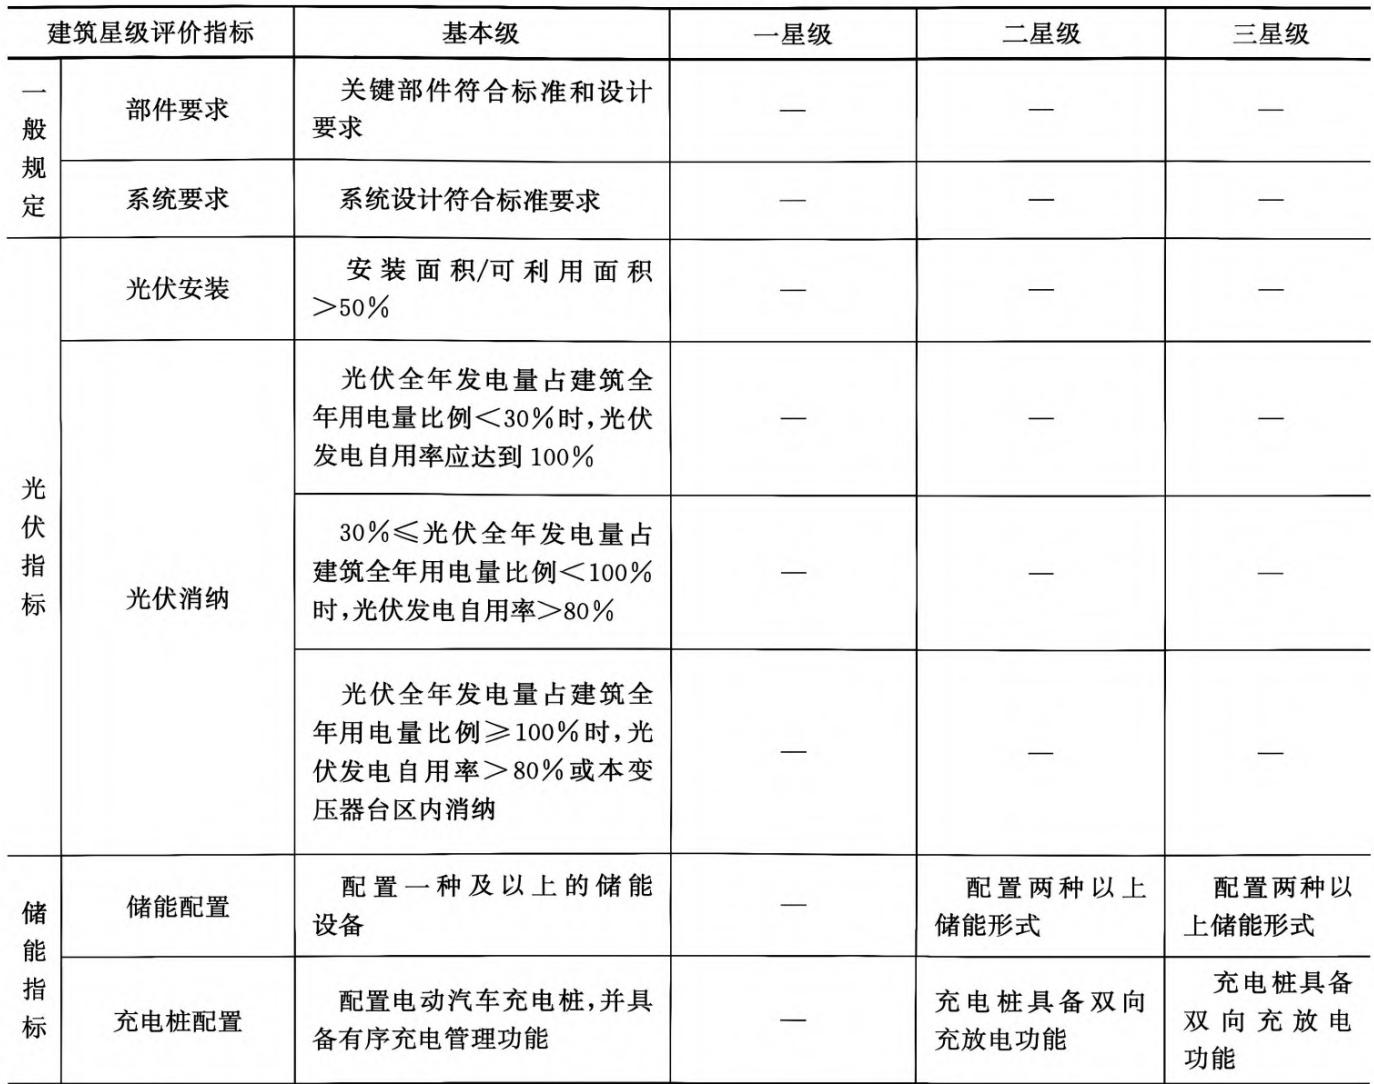 建筑星级评价指标 基本级 一星级 二星级 三星级
一般规定
部件要求
关键部件符合标准和设计
要求
— — —
系统要求 系统设计符合标准要求 — — —
光伏指标
光伏安装
安装面积/可利用面积
>50%
— — —
光伏消纳
光伏全年发电量占建筑全
年用电量比例<30%时,光伏
发电自用率应达到100%
— — —
30%≤光伏全年发电量占
建筑全年用电量比例<100%
时,光伏发电自用率>80%
— — —
光伏全年发电量占建筑全
年用电量比例≥100%时,光
伏发电自用率>80%或本变
压器台区内消纳
— — —
储能指标
储能配置
配置一种及以上的储能
设备
—
配置两种以上
储能形式
配置两种以
上储能形式
充电桩配置
配置电动汽车充电桩,并具
备有序充电管理功能
—
充电桩具备双向
充放电功能
充电桩具备
双向充放电
功能